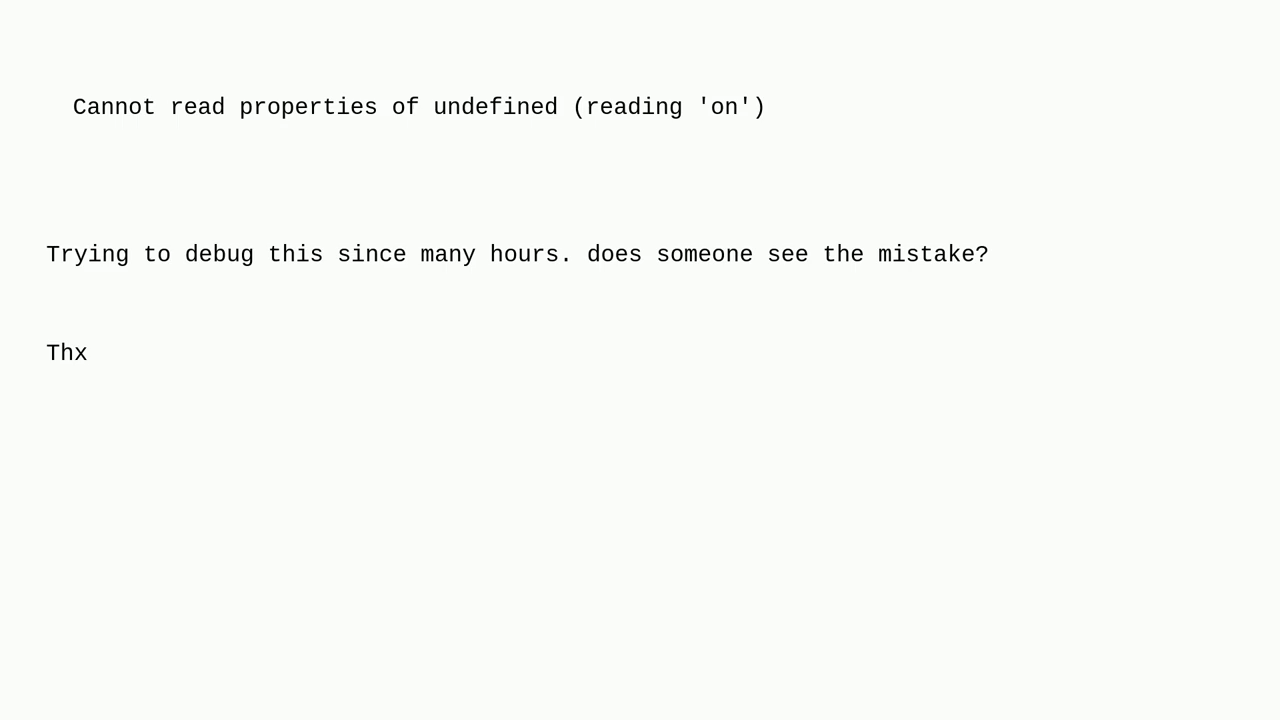 Cannot read properties of undefined (reading 'on')
Trying to debug this since many hours. does someone see the mistake?
Thx